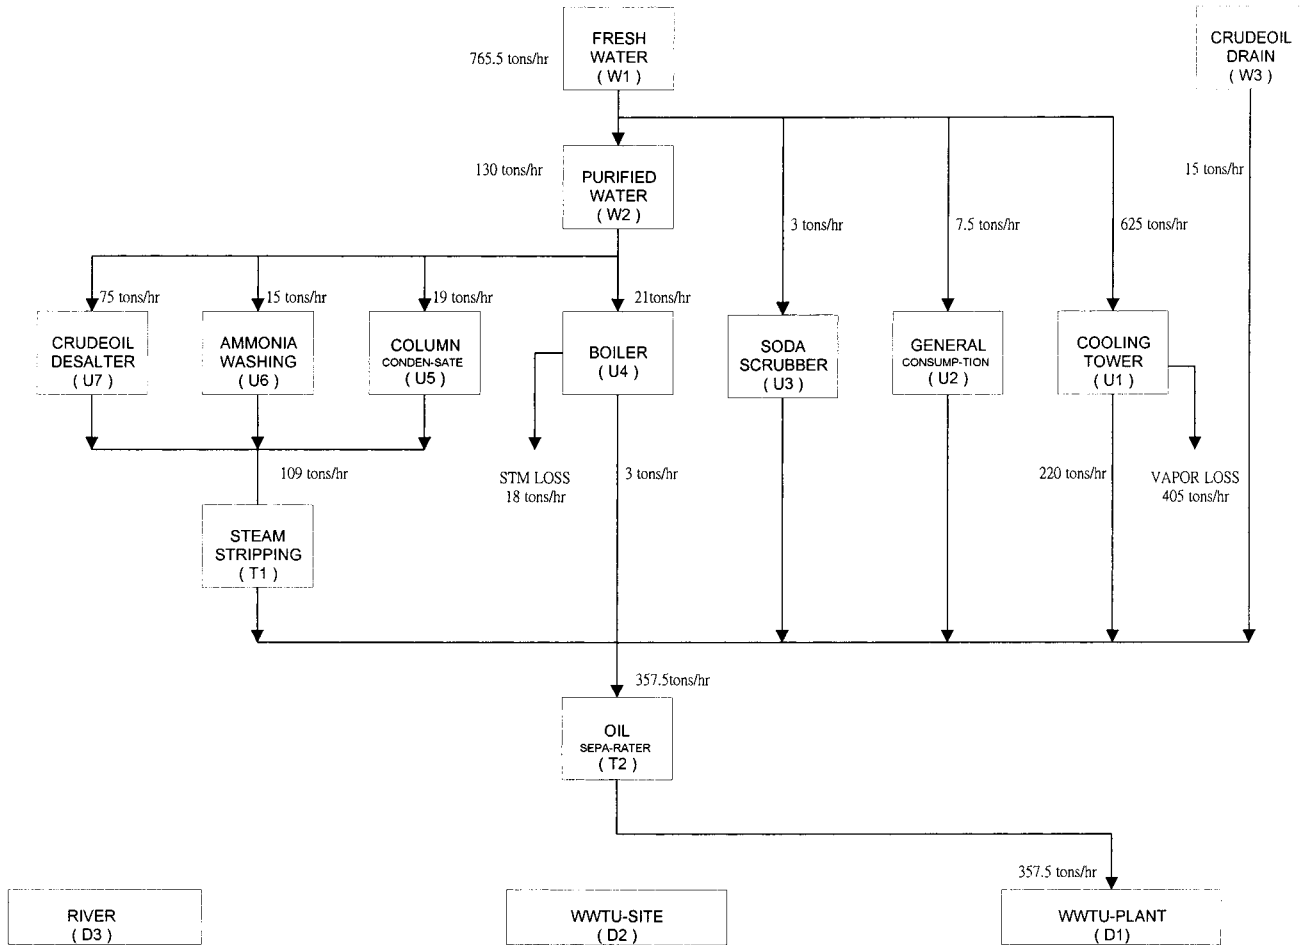 FRESH
WATER
( W1 )
765.5 tons/hr
CRUDEOIL
DRAIN
( W3 )
130 tons/hr
PURIFIED
WATER
( W2 )
15 tons/hr
3 tons/hr
7.5 tons/hr
625 tons/hr
75 tons/hr
15 tons/hr
19 tons/hr
21tons/hr
CRUDEOIL
DESALTER
( U7 )
AMMONIA
WASHING
( U6 )
COLUMN
CONDEN-SATE
( U5 )
BOILER
( U4 )
SODA
SCRUBBER
( U3 )
GENERAL
CONSUMP-TION
( U2 )
COOLING
TOWER
( U1 )
109 tons/hr
STM LOSS
18 tons/hr
3 tons/hr
220 tons/hr
VAPOR LOSS
405 tons/hr
STEAM
STRIPPING
( T1 )
357.5tons/hr
OIL
SEPA-RATER
( T2 )
357.5 tons/hr
RIVER
( D3 )
WWTU-SITE
( D2 )
WWTU-PLANT
( D1)